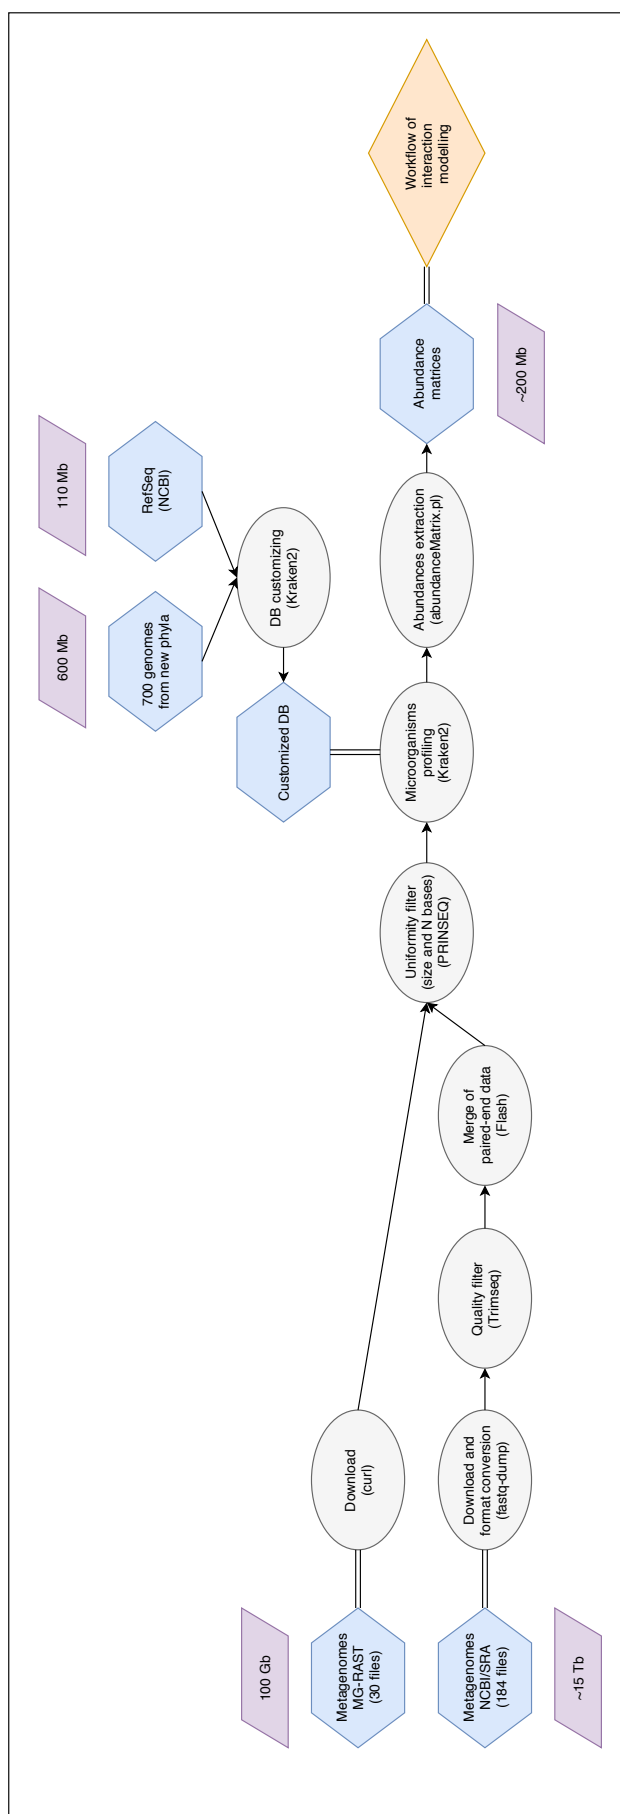 100 Gb
Metagenomes
MG-RAST
(30 files)
Download
(curl)
Metagenomes
NCBI/SRA
(184 files)
~15 Tb
Download and
format conversion
(fastq-dump)
Quality filter
(Trimseq)
Merge of
paired-end data
(Flash)
Uniformity filter
(size and N bases)
(PRINSEQ)
600 Mb
700 genomes
from new phyla
110 Mb
RefSeq
(NCBI)
DB customizing
(Kraken2)
Customized DB
Microorganisms
profiling
(Kraken2)
Abundances extraction
(abundanceMatrix.pl)
Abundance
matrices
~200 Mb
Workflow of
interaction
modelling